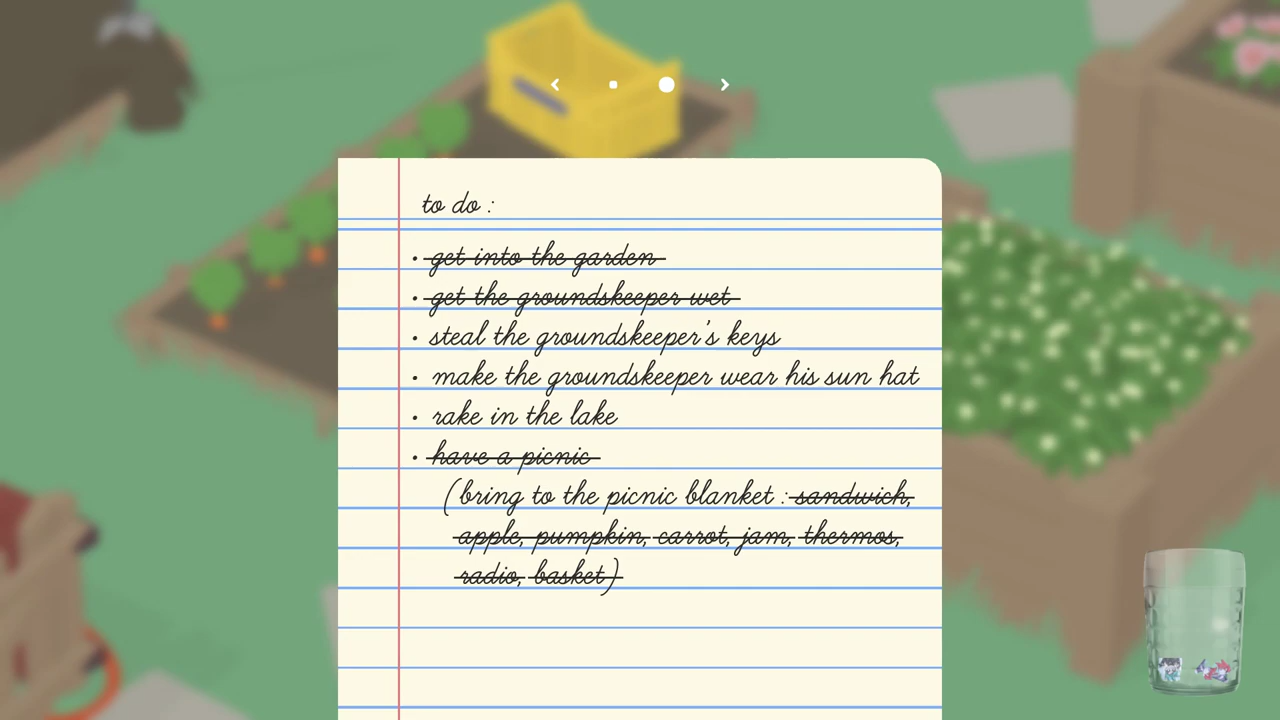 to do :
• get into the garden
• get the groundskeeper wet
• steal the groundskeeper's keys
• make the groundskeeper wear his sun hat
• rake in the lake
• have a picnic
(bring to the picnic blanket : sandwich,
apple, pumpkin, carrot, jam, thermos,
radio, basket)